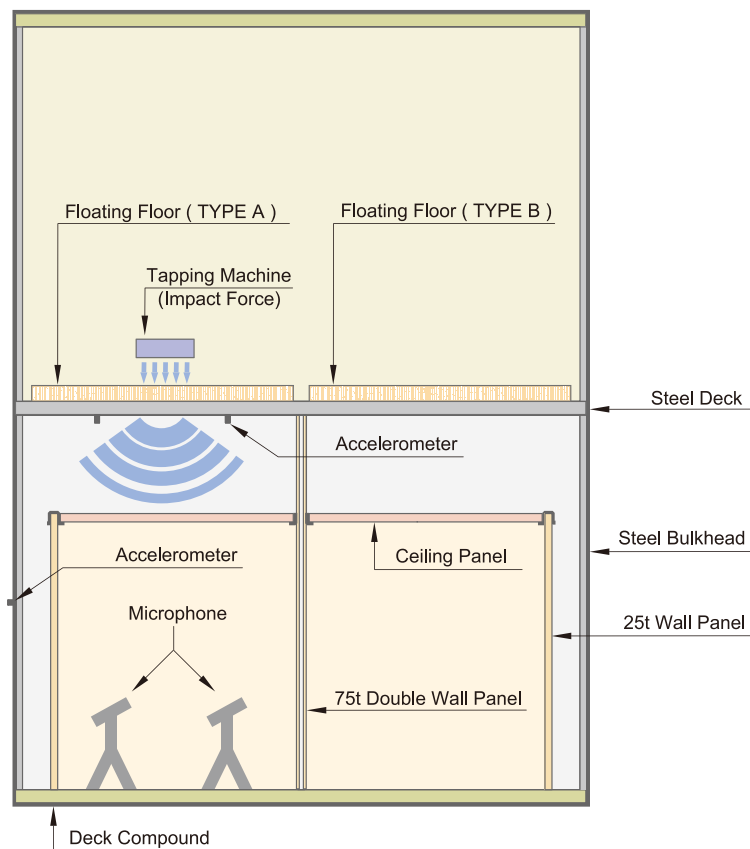 Floating Floor ( TYPE A )
Floating Floor ( TYPE B )
Tapping Machine
(Impact Force)
Steel Deck
Accelerometer
Steel Bulkhead
Accelerometer
Ceiling Panel
Microphone
25t Wall Panel
75t Double Wall Panel
Deck Compound